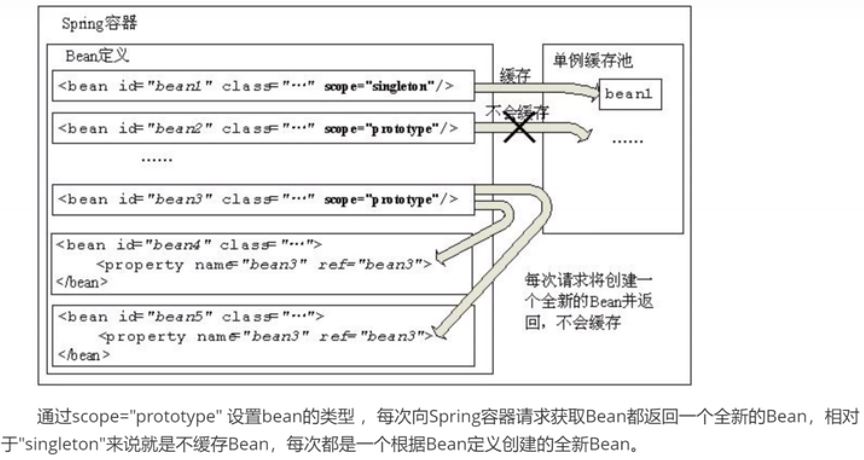 Spring容器
Bean定义
<bean id="bean1" class="…" scope="singleton"/>
缓存
单例缓存池
bean1
<bean id="bean2" class="…" scope="prototype"/>
不会缓存
……
……
<bean id="bean3" class="…" scope="prototype"/>
<bean id="bean4" class="…">
<property name="bean3" ref="bean3">
</bean>
<bean id="bean5" class="…">
<property name="bean3" ref="bean3">
</bean>
每次请求将创建一
个全新的Bean并返
回，不会缓存
通过scope="prototype" 设置bean的类型 ，每次向Spring容器请求获取Bean都返回一个全新的Bean，相对
于"singleton"来说就是不缓存Bean，每次都是一个根据Bean定义创建的全新Bean。